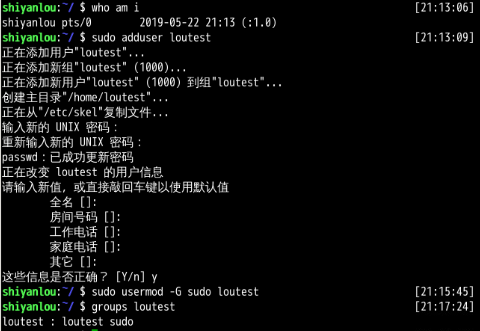 shiyanlou:~/ $ who am i [21:13:06]
shiyanlou pts/0 2019-05-22 21:13 (:1.0)
shiyanlou:~/ $ sudo adduser loutest [21:13:09]
正在添加用户"loutest"...
正在添加新组"loutest" (1000)...
正在添加新用户"loutest" (1000) 到组"loutest"...
创建主目录"/home/loutest"...
正在从"/etc/skel"复制文件...
输入新的 UNIX 密码：
重新输入新的 UNIX 密码：
passwd：已成功更新密码
正在改变 loutest 的用户信息
请输入新值，或直接敲回车键以使用默认值
全名 []:
房间号码 []:
工作电话 []:
家庭电话 []:
其它 []:
这些信息是否正确？ [Y/n] y
shiyanlou:~/ $ sudo usermod -G sudo loutest [21:15:45]
shiyanlou:~/ $ groups loutest [21:17:24]
loutest : loutest sudo